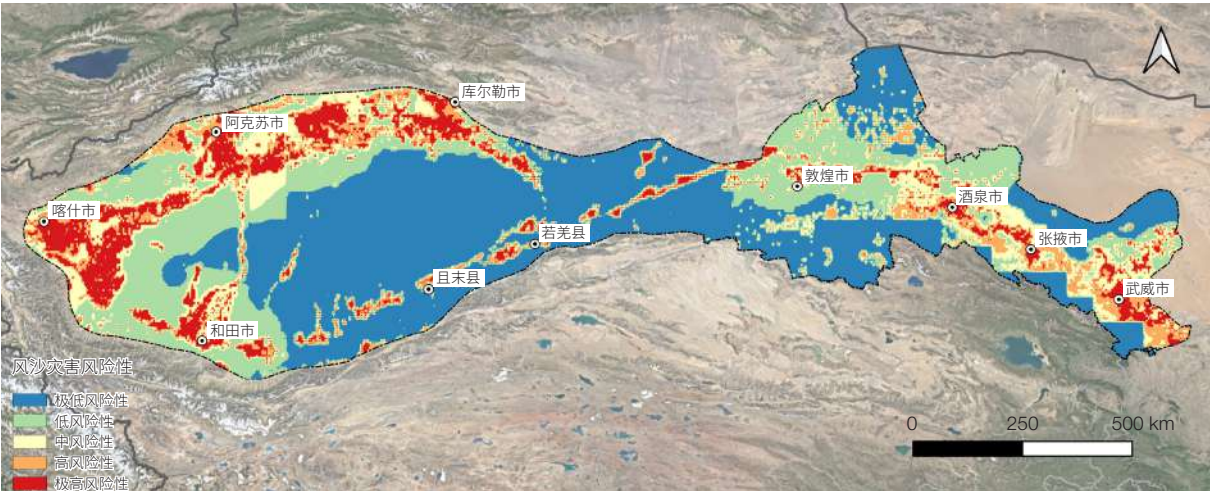 库尔勒市
阿克苏市
敦煌市
酒泉市
喀什市
若羌县
张掖市
且末县
武威市
和田市
风沙灾害风险性
极低风险性
低风险性
中风险性
高风险性
极高风险性
0 250 500 km